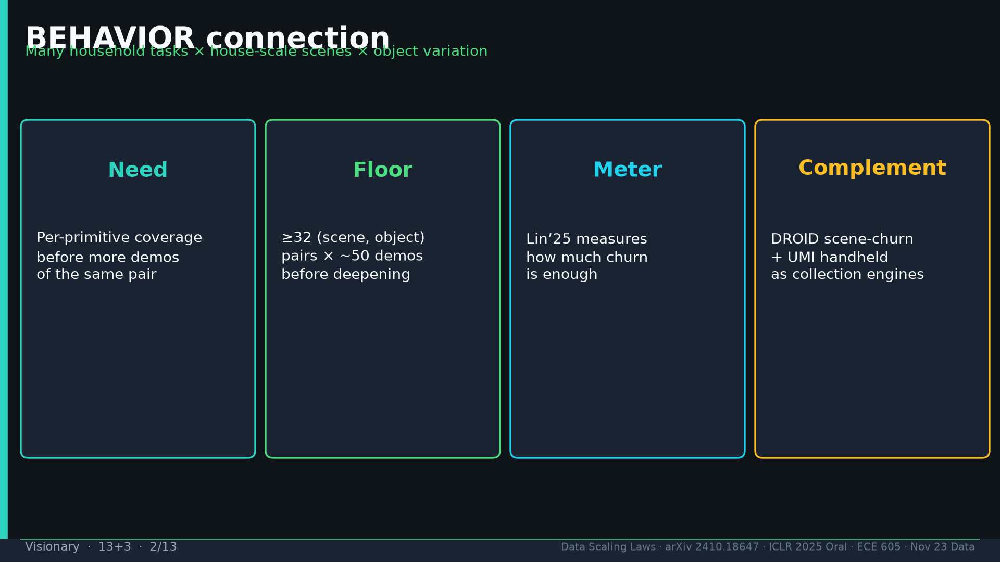 BEHAVIOR connection
Many household tasks × house-scale scenes × object variation
Need
Per-primitive coverage
before more demos
of the same pair
Floor
≥32 (scene, object)
pairs × ~50 demos
before deepening
Meter
Lin’25 measures
how much churn
is enough
Complement
DROID scene-churn
+ UMI handheld
as collection engines
Visionary · 13+3 · 2/13
Data Scaling Laws · arXiv 2410.18647 · ICLR 2025 Oral · ECE 605 · Nov 23 Data